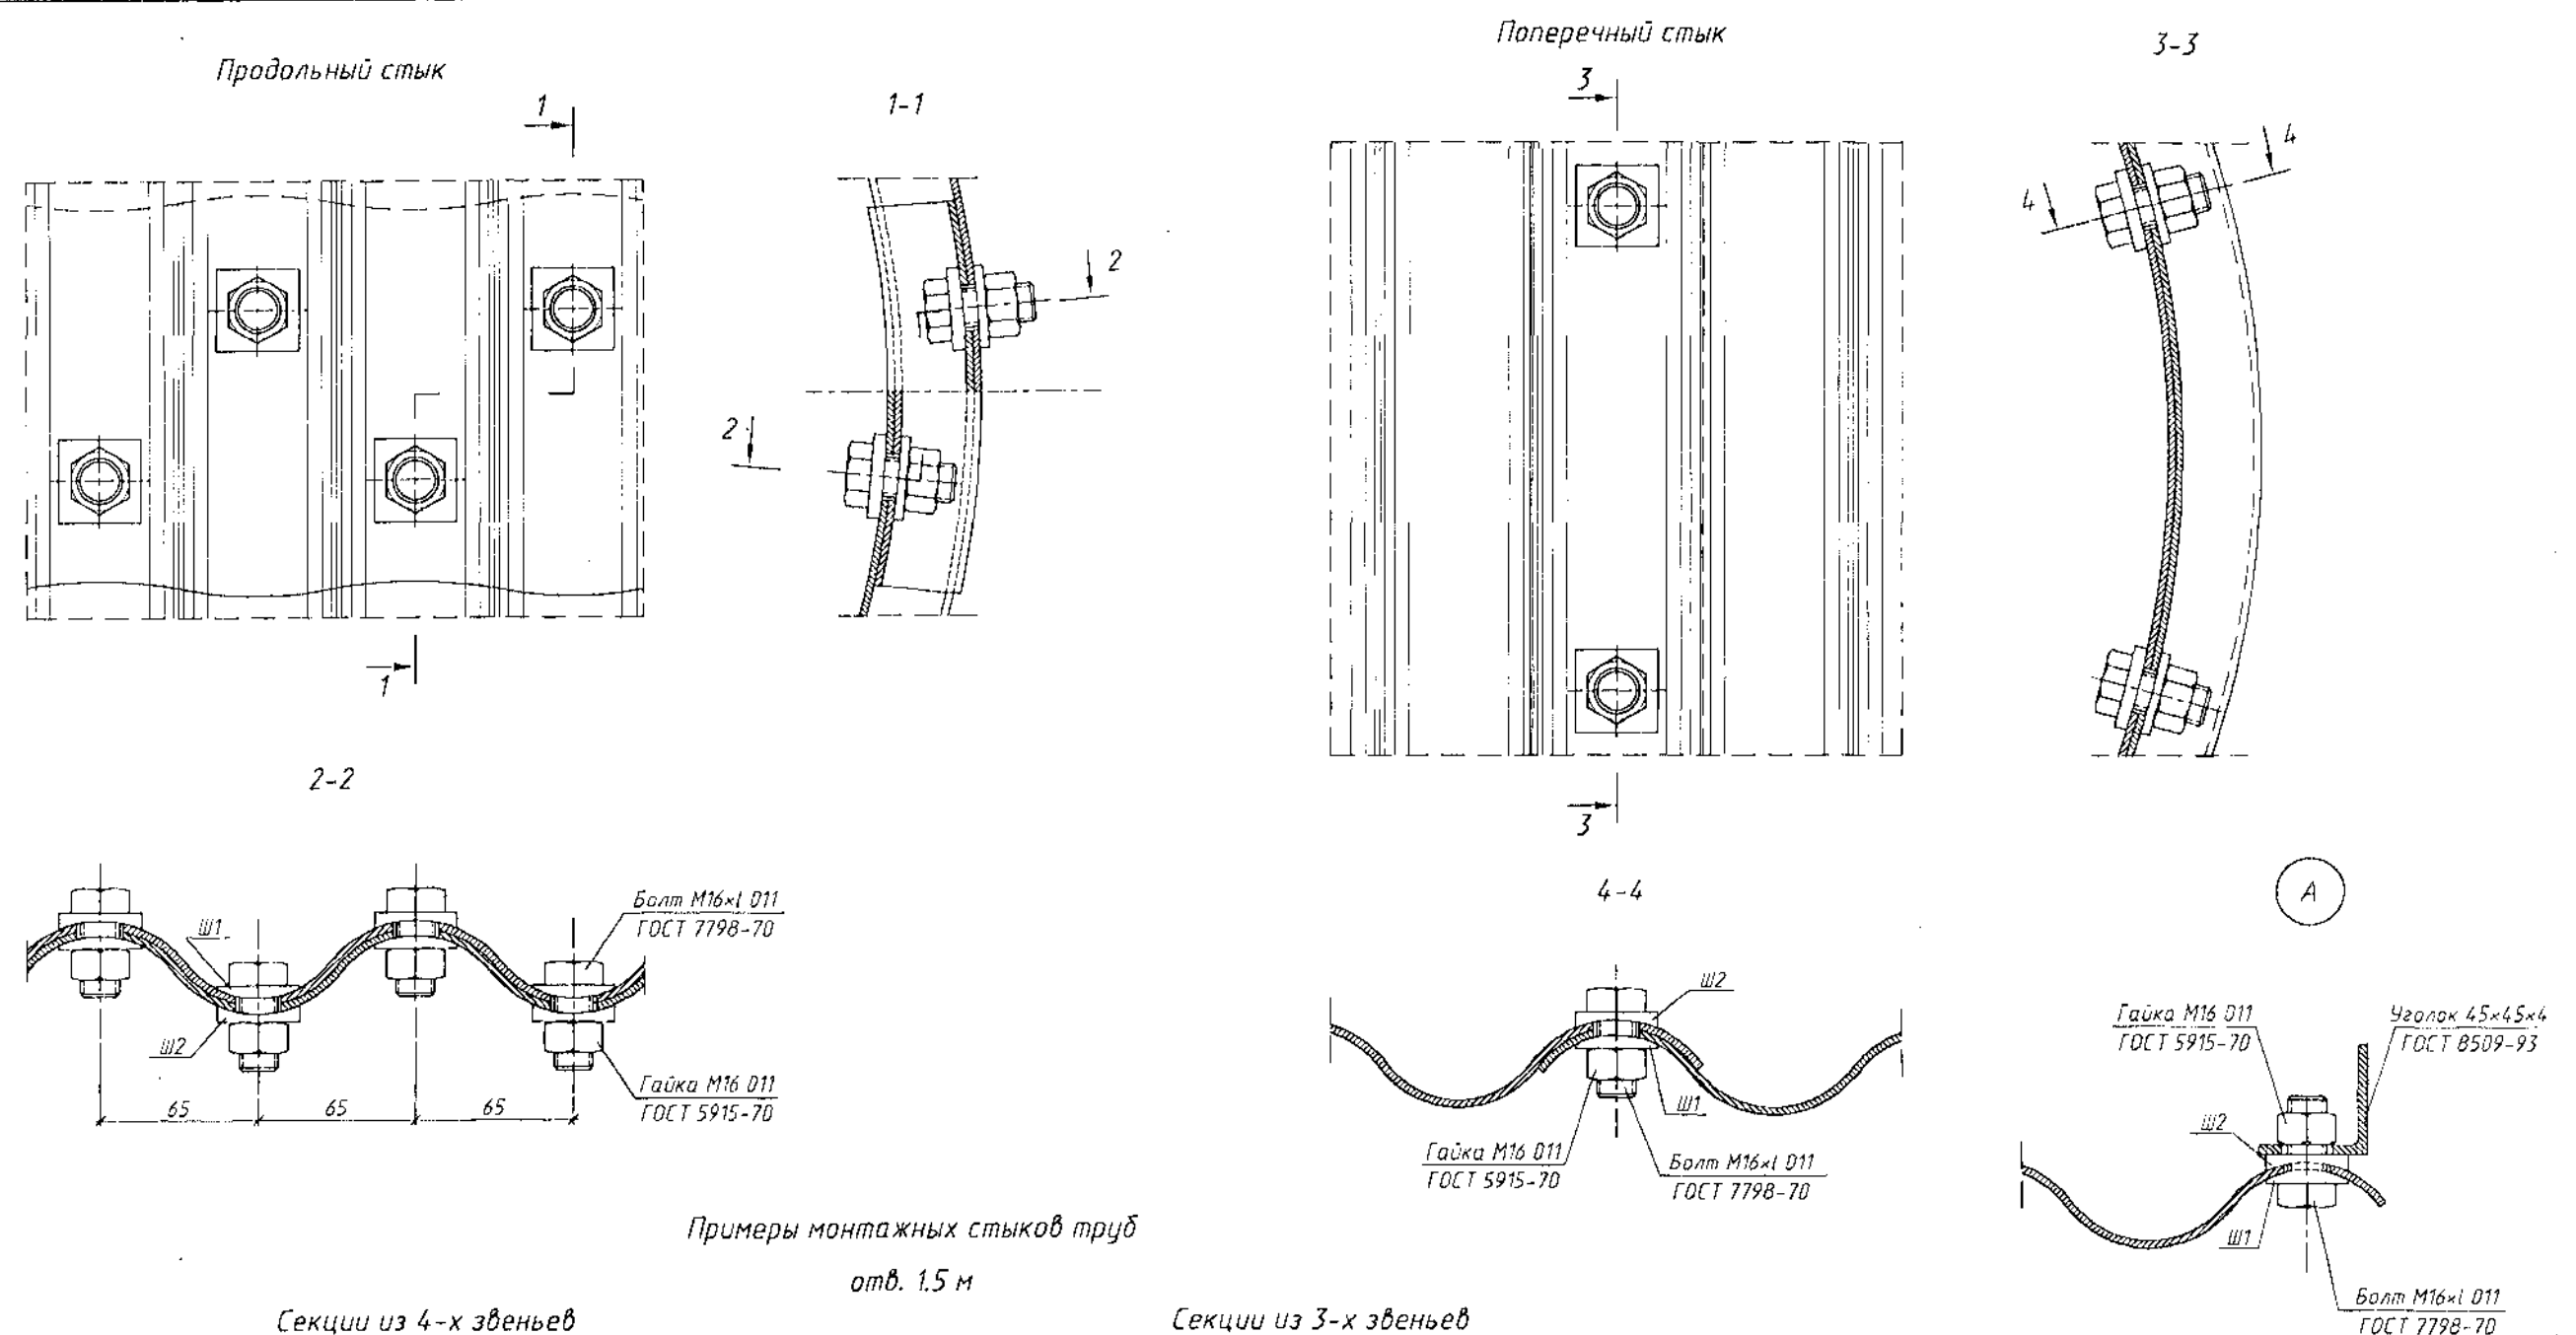 Продольный стык
1
1-1
2
2
1
Поперечный стык
3
3-3
4
4
3
2-2
Ш1
Болт М16×l 011
ГОСТ 7798-70
Ш2
Гайка М16 011
ГОСТ 5915-70
65
65
65
4-4
Ш2
Ш1
Гайка М16 011
ГОСТ 5915-70
Болт М16×l 011
ГОСТ 7798-70
А
Гайка М16 011
ГОСТ 5915-70
Уголок 45×45×4
ГОСТ 8509-93
Ш2
Ш1
Болт М16×l 011
ГОСТ 7798-70
Примеры монтажных стыков труб
отв. 1.5 м
Секции из 4-х звеньев
Секции из 3-х звеньев